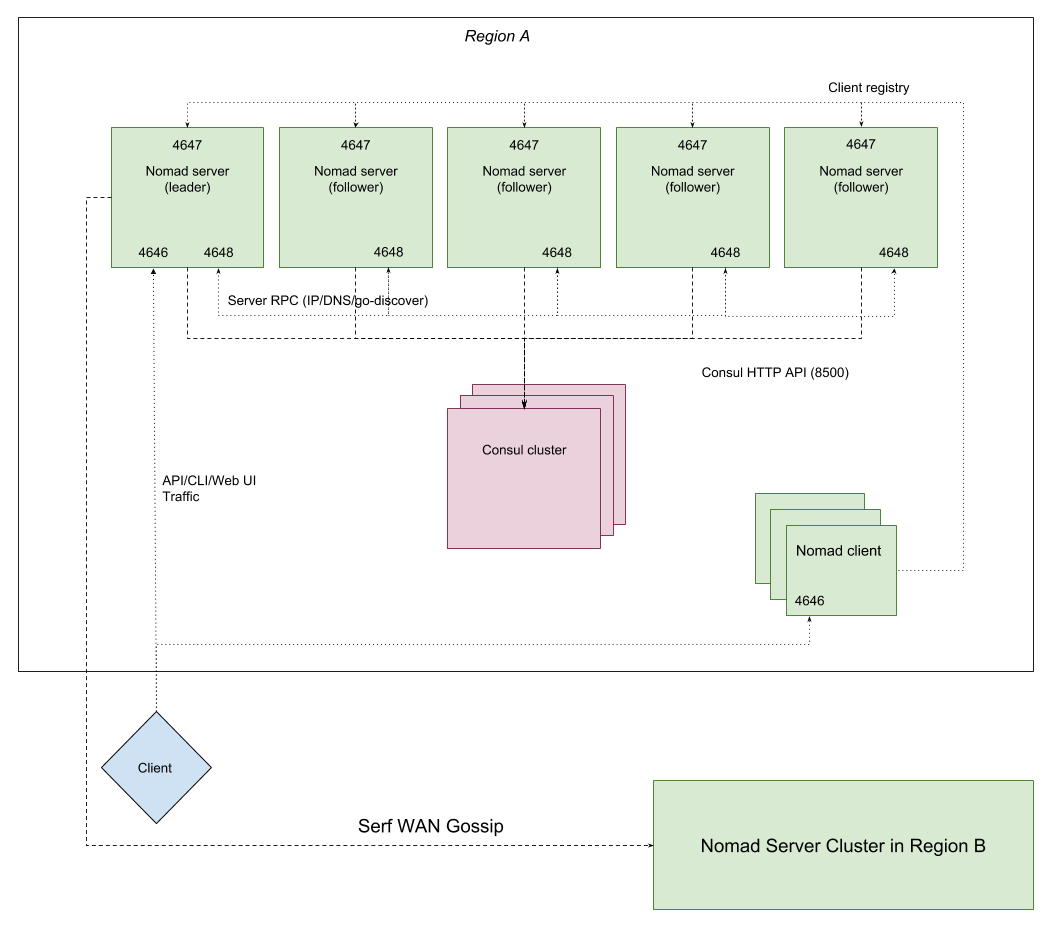 Region A
Client registry
4647
4647
4647
4647
4647
Nomad server
(leader)
Nomad server
(follower)
Nomad server
(follower)
Nomad server
(follower)
Nomad server
(follower)
4646
4648
4648
4648
4648
4648
Server RPC (IP/DNS/go-discover)
Consul HTTP API (8500)
Consul cluster
API/CLI/Web UI
Traffic
Nomad client
4646
Client
Serf WAN Gossip
Nomad Server Cluster in Region B